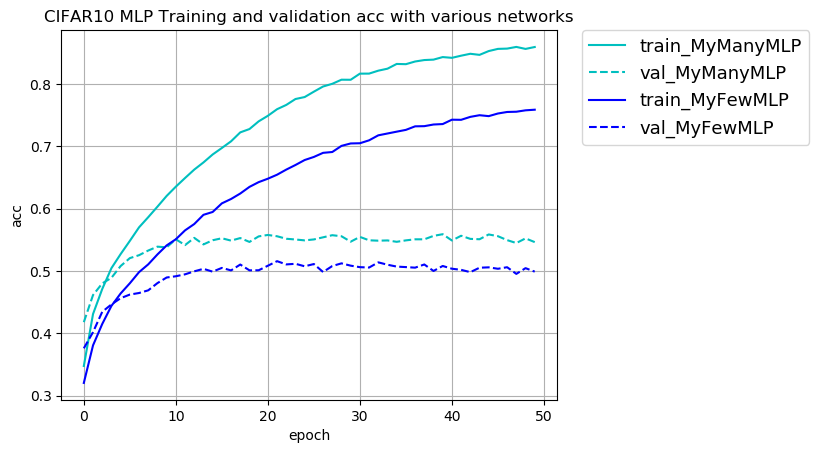 CIFAR10 MLP Training and validation acc with various networks
train_MyManyMLP
val_MyManyMLP
train_MyFewMLP
val_MyFewMLP
0.8
0.7
0.6
0.5
0.4
0.3
acc
0 10 20 30 40 50
epoch